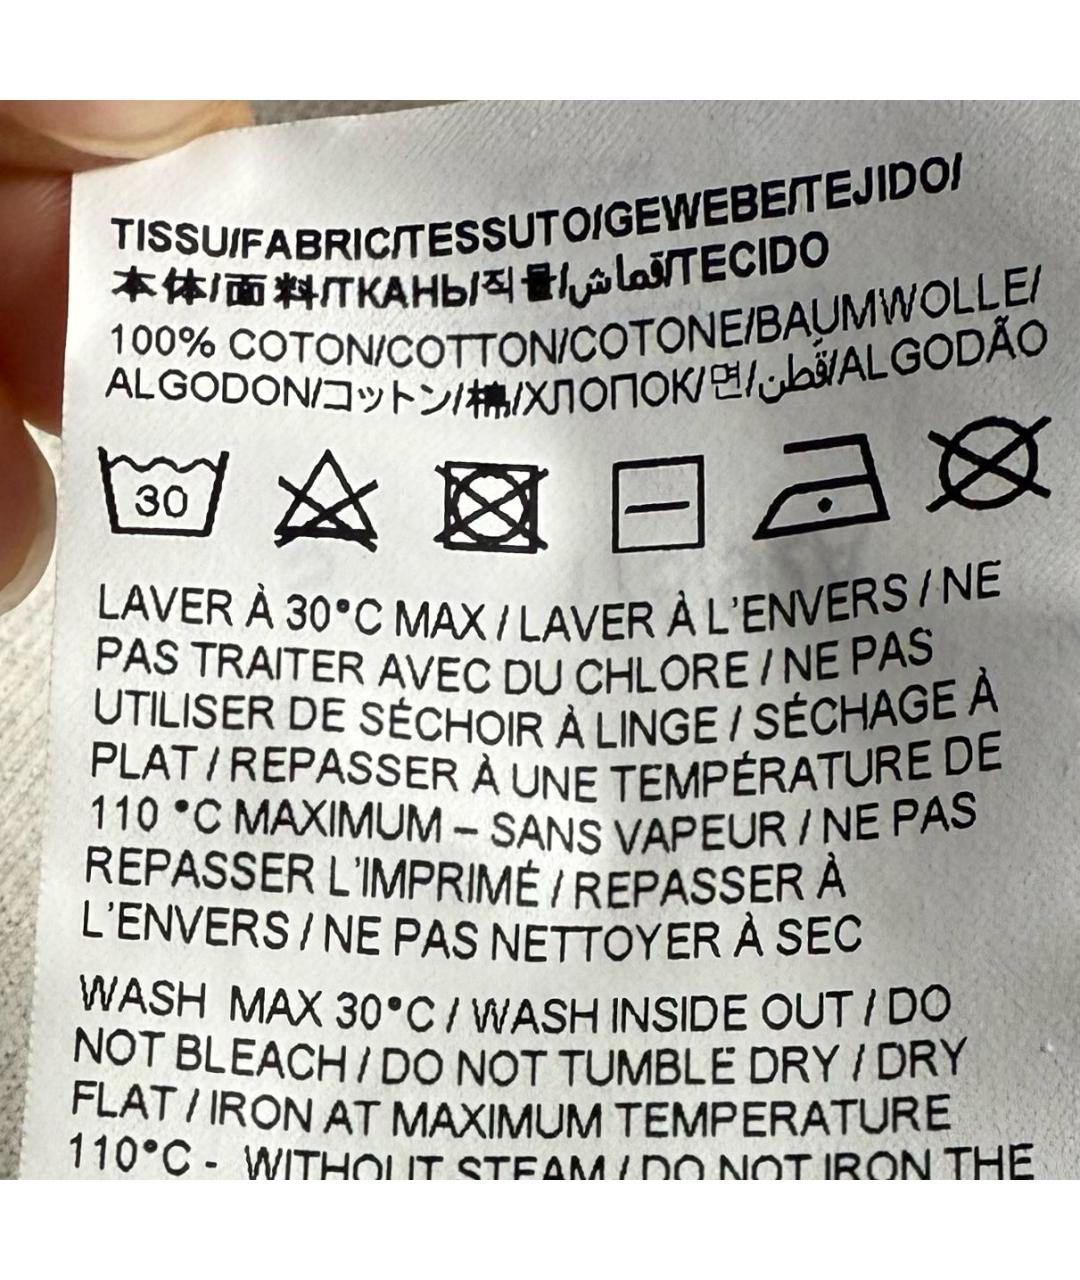 TISSU/FABRIC/TESSUTO/GEWEBE/TEJIDO/
本体/面料/ТКАНЬ/직물/قماش/TECIDO
100% COTON/COTTON/COTONE/BAUMWOLLE/
ALGODON/コットン/棉/ХЛОПОК/면/قطن/ALGODÃO
30
LAVER À 30°C MAX / LAVER À L'ENVERS / NE
PAS TRAITER AVEC DU CHLORE / NE PAS
UTILISER DE SÉCHOIR À LINGE / SÉCHAGE À
PLAT / REPASSER À UNE TEMPÉRATURE DE
110 °C MAXIMUM – SANS VAPEUR / NE PAS
REPASSER L'IMPRIMÉ / REPASSER À
L'ENVERS / NE PAS NETTOYER À SEC
WASH MAX 30°C / WASH INSIDE OUT / DO
NOT BLEACH / DO NOT TUMBLE DRY / DRY
FLAT / IRON AT MAXIMUM TEMPERATURE
110°C - WITHOUT STEAM / DO NOT IRON THE